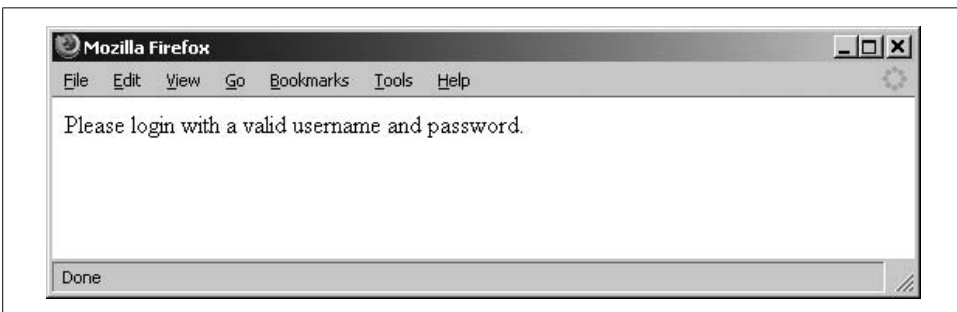 Mozilla Firefox
File Edit View Go Bookmarks Tools Help
Please login with a valid username and password.
Done